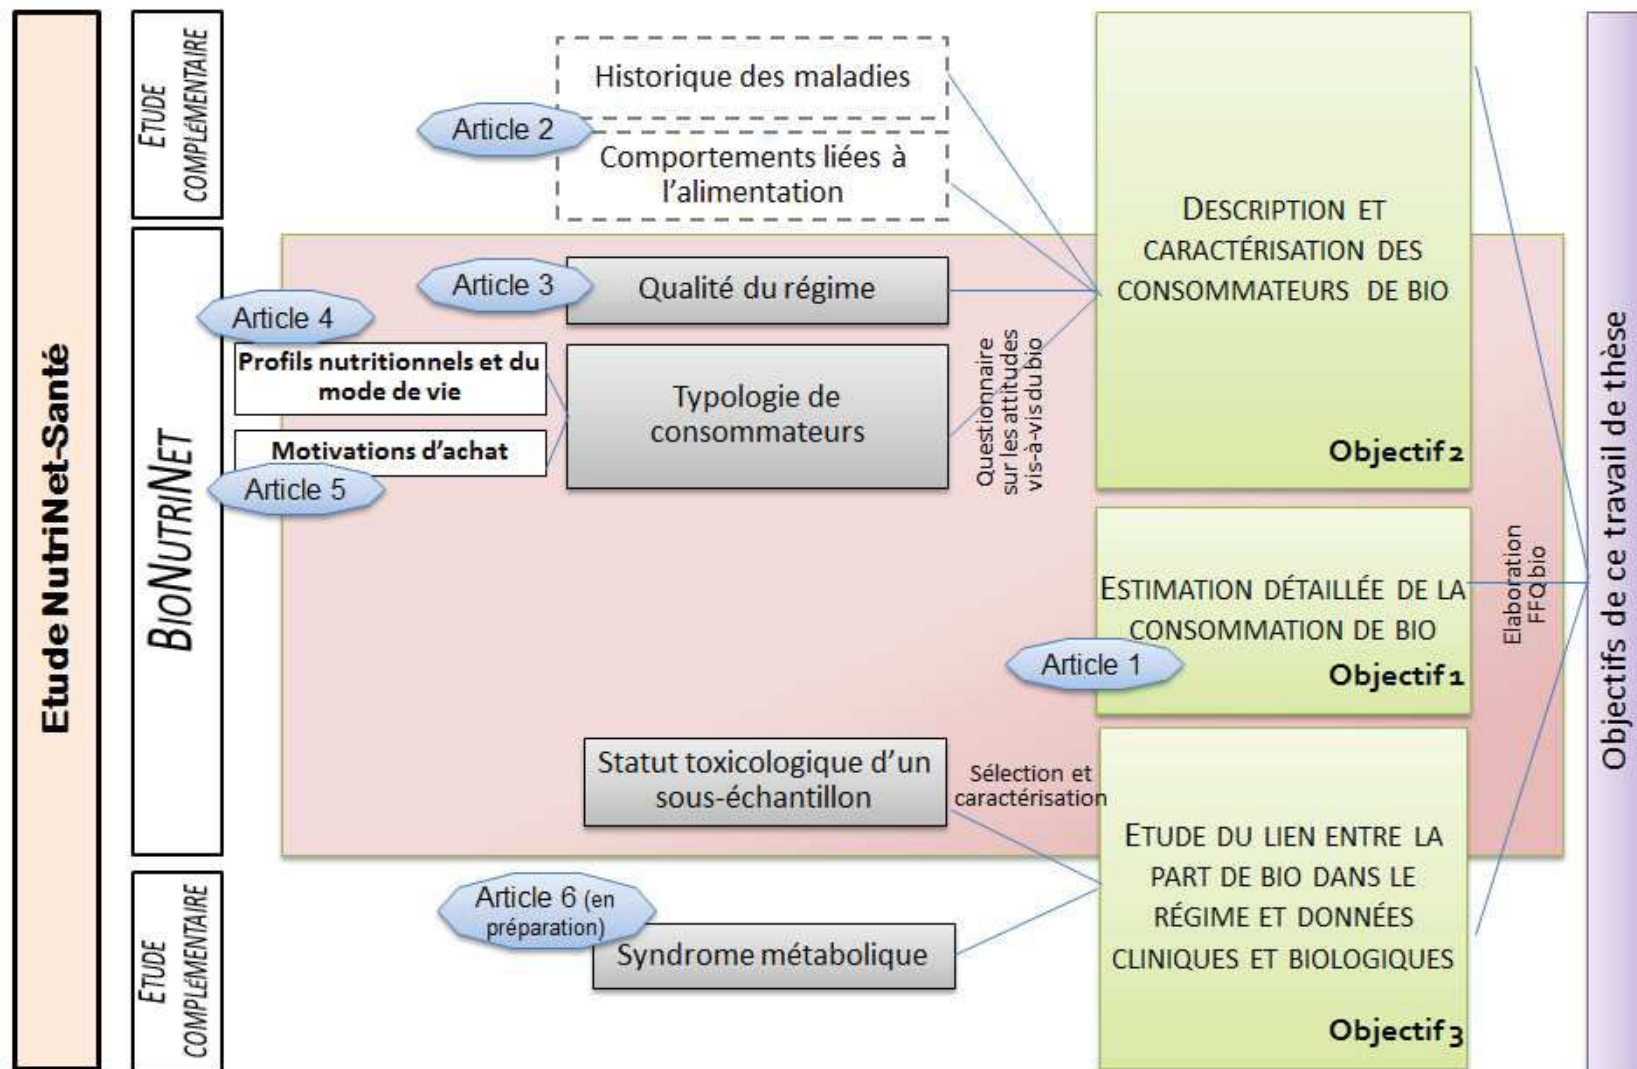 Etude NutriNet-Santé
ETUDE
COMPLÉMENTAIRE
BIONUTRINET
ETUDE
COMPLÉMENTAIRE
Historique des maladies
Article 2
Comportements liées à
l'alimentation
Article 3
Qualité du régime
Article 4
Profils nutritionnels et du
mode de vie
Motivations d'achat
Article 5
Typologie de
consommateurs
Questionnaire
sur les attitudes
vis-à-vis du bio
DESCRIPTION ET
CARACTÉRISATION DES
CONSOMMATEURS DE BIO
Objectif 2
ESTIMATION DÉTAILLÉE DE LA
CONSOMMATION DE BIO
Article 1
Objectif 1
Elaboration
FFQ bio
Statut toxicologique d'un
sous-échantillon
Sélection et
caractérisation
Article 6 (en
préparation)
Syndrome métabolique
ETUDE DU LIEN ENTRE LA
PART DE BIO DANS LE
RÉGIME ET DONNÉES
CLINIQUES ET BIOLOGIQUES
Objectif 3
Objectifs de ce travail de thèse